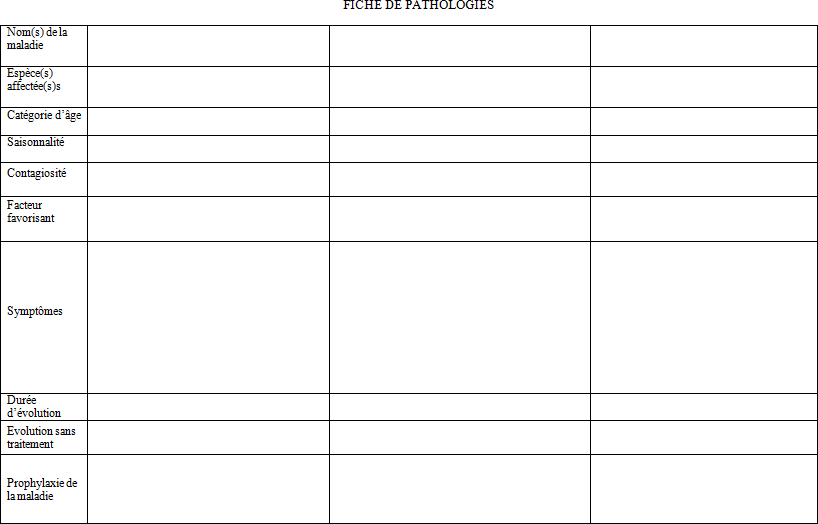 FICHE DE PATHOLOGIES
Nom(s) de la
maladie
Espèce(s)
affectée(s)s
Catégorie d’âge
Saisonnalité
Contagiosité
Facteur
favorisant
Symptômes
Durée
d’évolution
Evolution sans
traitement
Prophylaxie de
la maladie